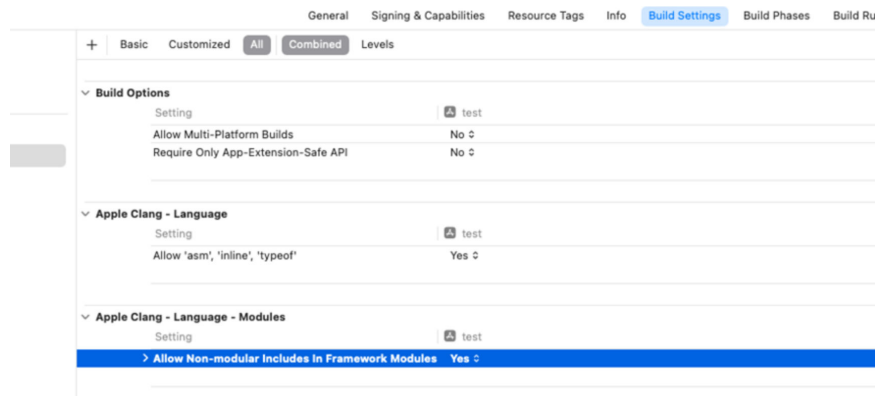 General Signing & Capabilities Resource Tags Info Build Settings Build Phases Build Ru
+ Basic Customized All Combined Levels
Build Options
Setting test
Allow Multi-Platform Builds No
Require Only App-Extension-Safe API No
Apple Clang - Language
Setting test
Allow 'asm', 'inline', 'typeof' Yes
Apple Clang - Language - Modules
Setting test
Allow Non-modular Includes In Framework Modules Yes